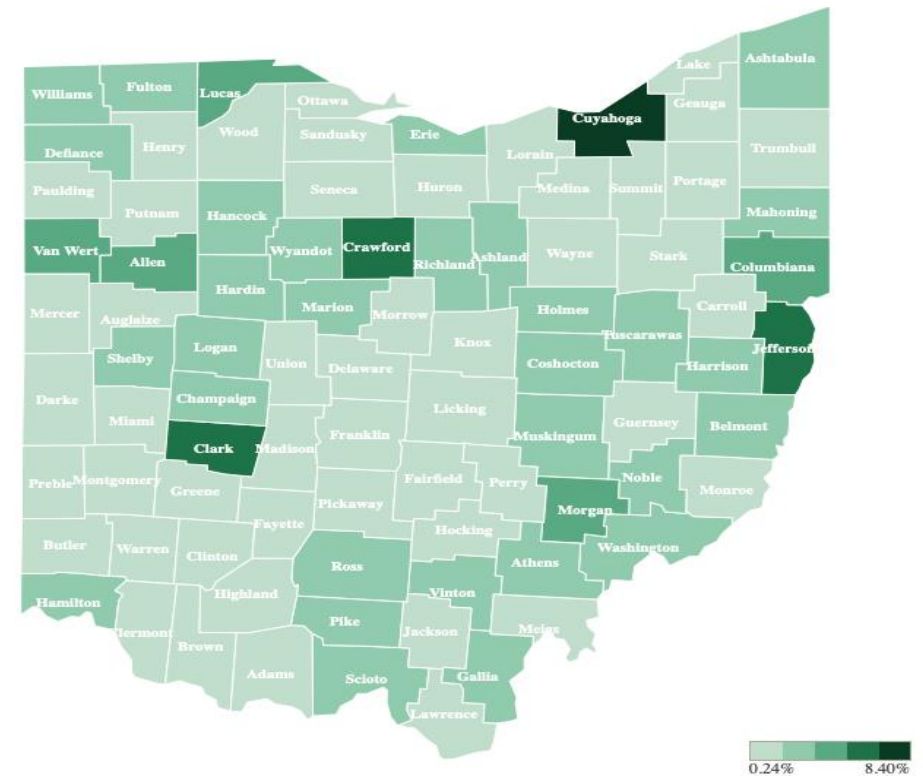 Williams
Fulton
Lucas
Ottawa
Lake
Ashtabula
Geauga
Cuyahoga
Defiance
Henry
Wood
Sandusky
Erie
Lorain
Trumbull
Paulding
Putnam
Hancock
Seneca
Huron
Medina
Summit
Portage
Mahoning
Van Wert
Allen
Wyandot
Crawford
Richland
Ashland
Wayne
Stark
Columbiana
Mercer
Auglaize
Hardin
Marion
Morrow
Holmes
Tuscarawas
Carroll
Jefferson
Shelby
Logan
Union
Delaware
Knox
Coshocton
Harrison
Darke
Miami
Champaign
Clark
Madison
Franklin
Licking
Muskingum
Guernsey
Belmont
Preble
Montgomery
Greene
Fayette
Pickaway
Fairfield
Perry
Morgan
Noble
Monroe
Butler
Warren
Clinton
Highland
Ross
Hocking
Athens
Washington
Hamilton
Clermont
Brown
Adams
Pike
Vinton
Jackson
Meigs
Scioto
Gallia
Lawrence
0.24% 8.40%